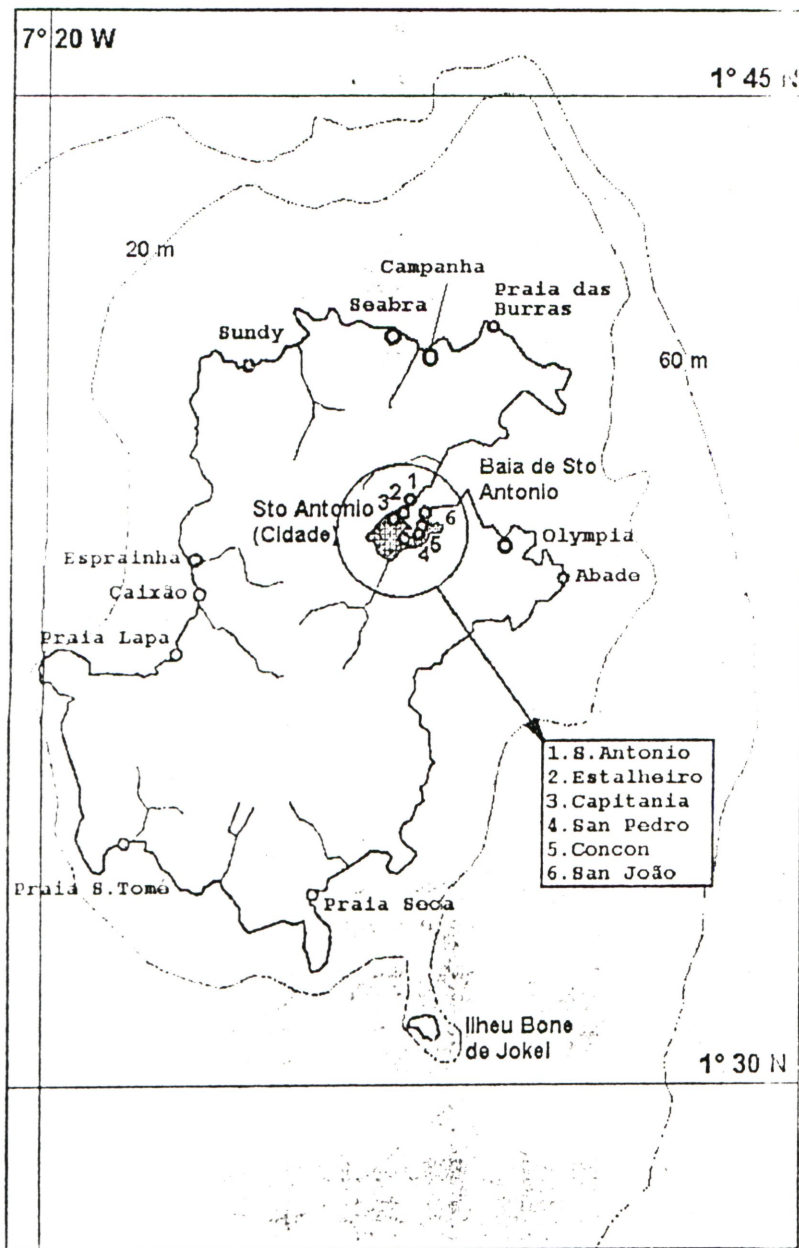 7° 20 W
1° 45 N
20 m
Campanha
Seabra
Praia das
Burras
Sundy
60 m
Baia de Sto
Antonio
1
2
3
Sto Antonio
(Cidade)
6
5
4
Olympia
Esprainha
Abade
Caixão
Praia Lapa
1.S.Antonio
2.Estalheiro
3.Capitania
4.San Pedro
5.Concon
6.San João
Praia S.Tome
Praia Seca
Ilheu Bone
de Jokei
1° 30 N